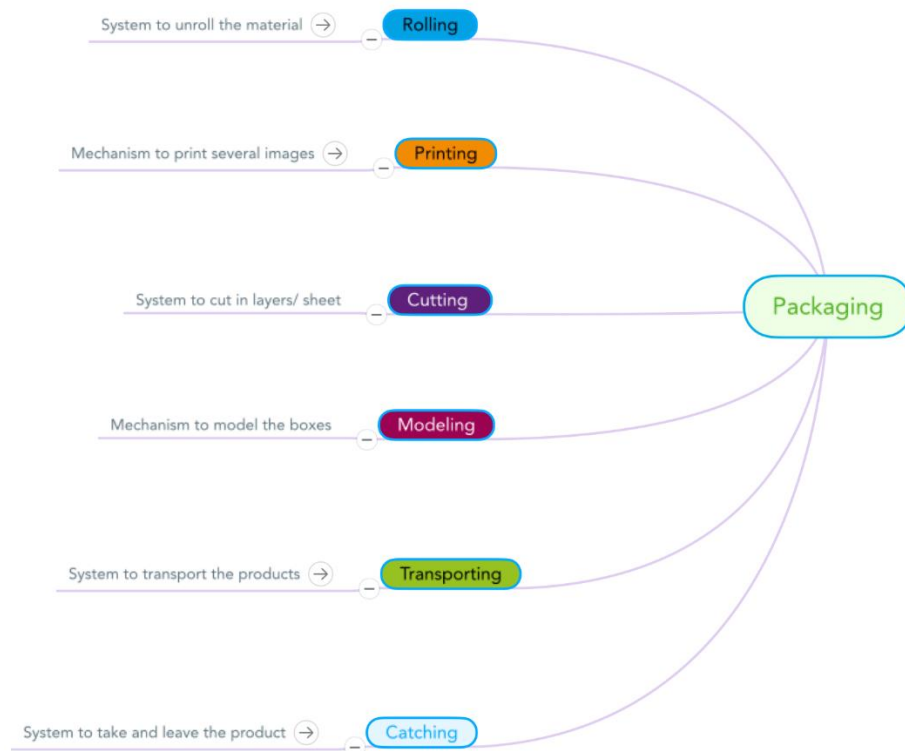 System to unroll the material
Rolling
Mechanism to print several images
Printing
System to cut in layers/ sheet
Cutting
Packaging
Mechanism to model the boxes
Modeling
System to transport the products
Transporting
System to take and leave the product
Catching